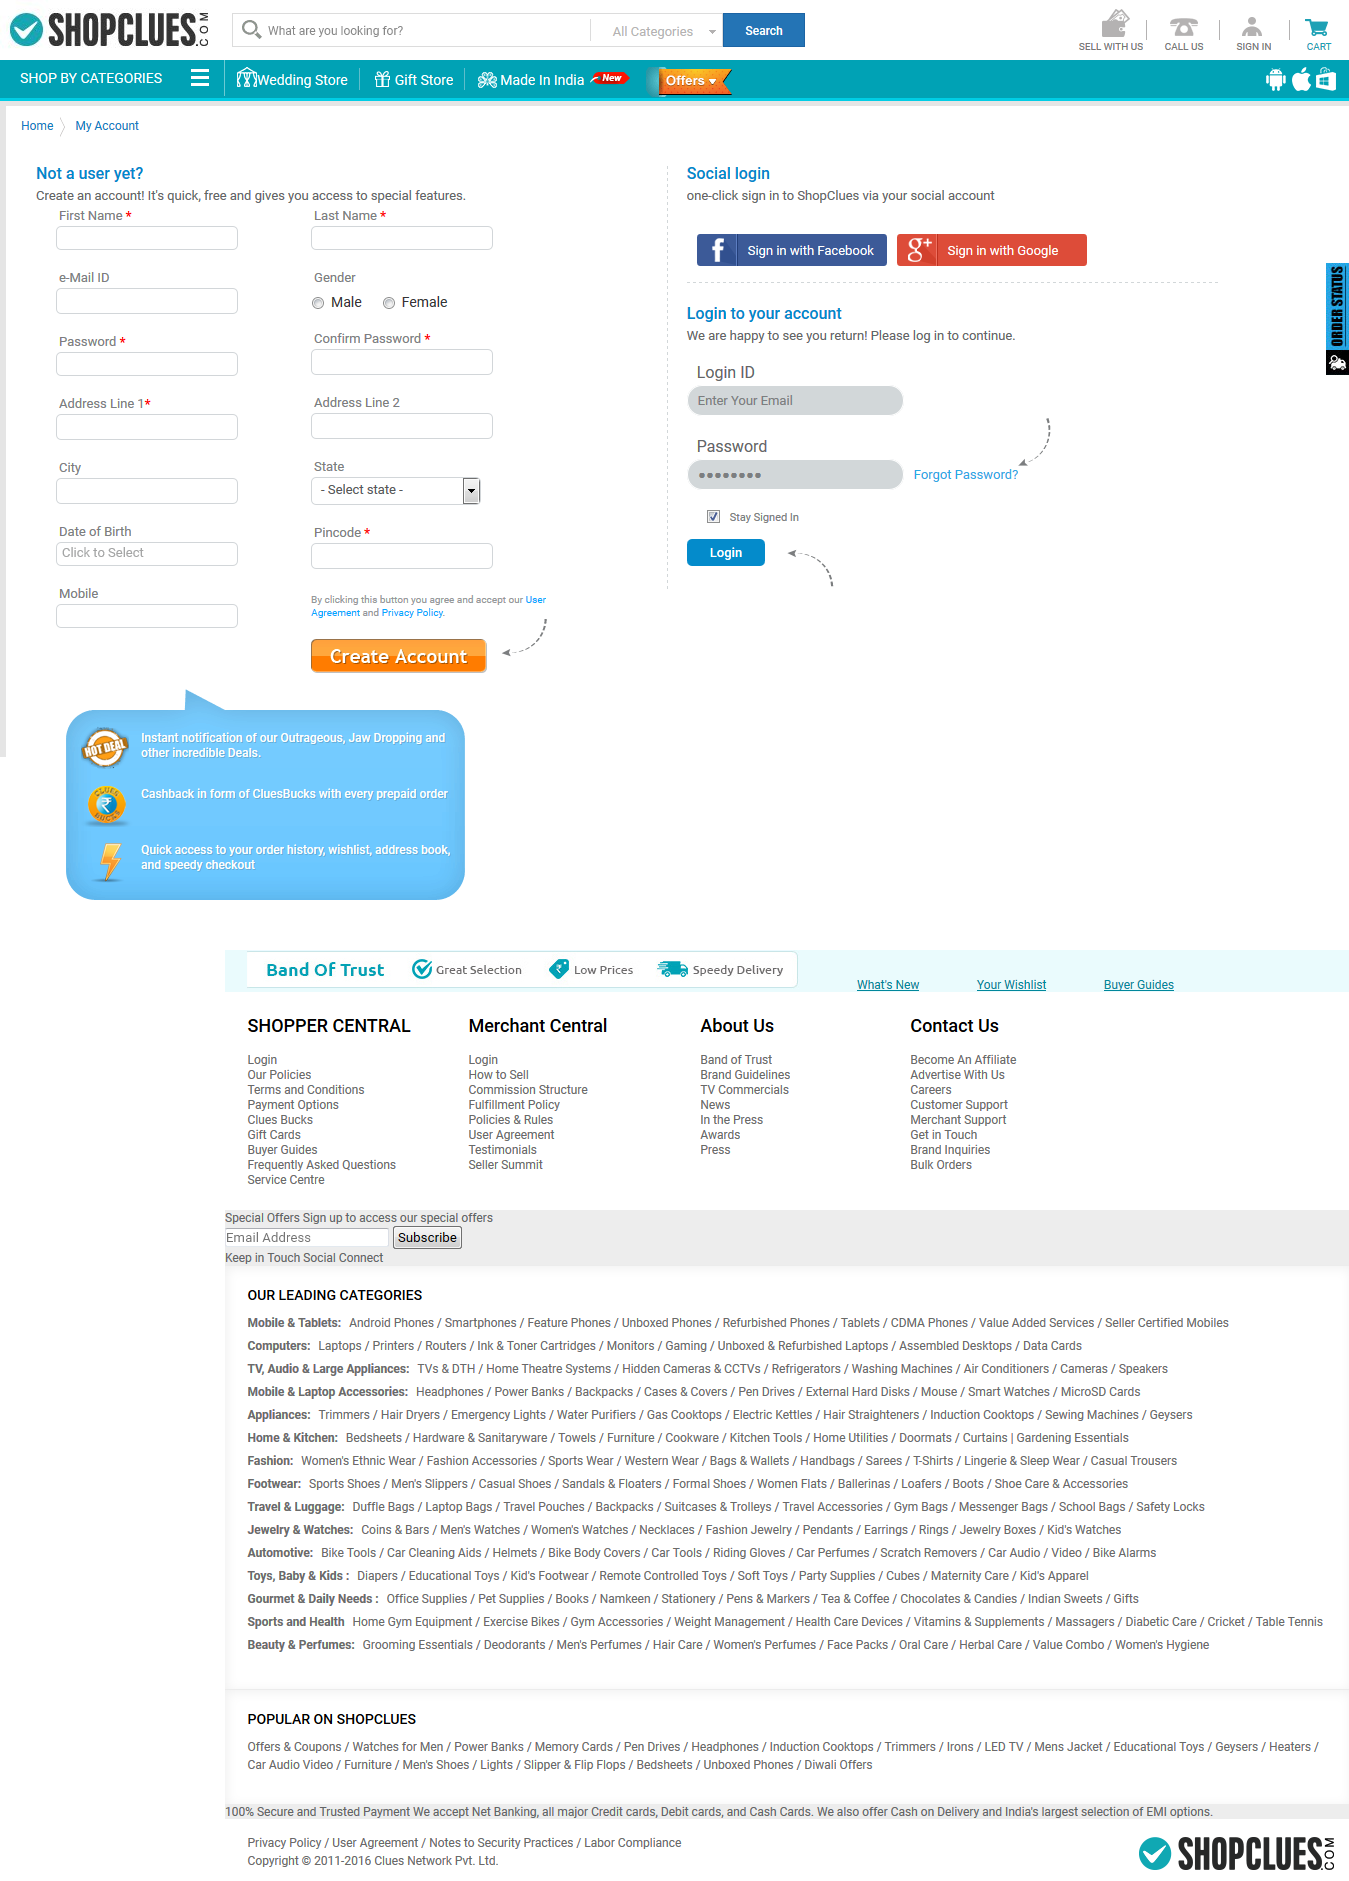 SHOPCLUES.COM
What are you looking for?
All Categories
Search
SELL WITH US
CALL US
SIGN IN
CART
SHOP BY CATEGORIES
Wedding Store
Gift Store
Made In India
New
Offers
Home
My Account
Not a user yet?
Create an account! It's quick, free and gives you access to special features.
First Name *
Last Name *
e-Mail ID
Gender
Male
Female
Password *
Confirm Password *
Address Line 1*
Address Line 2
City
State
- Select state -
Date of Birth
Click to Select
Pincode *
Mobile
By clicking this button you agree and accept our User
Agreement and Privacy Policy.
Create Account
HOT DEAL
Instant notification of our Outrageous, Jaw Dropping and
other incredible Deals.
CLUES BUCKS
₹
Cashback in form of CluesBucks with every prepaid order
Quick access to your order history, wishlist, address book,
and speedy checkout
Social login
one-click sign in to ShopClues via your social account
f
Sign in with Facebook
g+
Sign in with Google
ORDER STATUS
Login to your account
We are happy to see you return! Please log in to continue.
Login ID
Enter Your Email
Password
Forgot Password?
Stay Signed In
Login
Band Of Trust
Great Selection
₹
Low Prices
Speedy Delivery
What's New
Your Wishlist
Buyer Guides
SHOPPER CENTRAL
Login
Our Policies
Terms and Conditions
Payment Options
Clues Bucks
Gift Cards
Buyer Guides
Frequently Asked Questions
Service Centre
Merchant Central
Login
How to Sell
Commission Structure
Fulfillment Policy
Policies & Rules
User Agreement
Testimonials
Seller Summit
About Us
Band of Trust
Brand Guidelines
TV Commercials
News
In the Press
Awards
Press
Contact Us
Become An Affiliate
Advertise With Us
Careers
Customer Support
Merchant Support
Get in Touch
Brand Inquiries
Bulk Orders
Special Offers Sign up to access our special offers
Email Address
Subscribe
Keep in Touch Social Connect
OUR LEADING CATEGORIES
Mobile & Tablets: Android Phones / Smartphones / Feature Phones / Unboxed Phones / Refurbished Phones / Tablets / CDMA Phones / Value Added Services / Seller Certified Mobiles
Computers: Laptops / Printers / Routers / Ink & Toner Cartridges / Monitors / Gaming / Unboxed & Refurbished Laptops / Assembled Desktops / Data Cards
TV, Audio & Large Appliances: TVs & DTH / Home Theatre Systems / Hidden Cameras & CCTVs / Refrigerators / Washing Machines / Air Conditioners / Cameras / Speakers
Mobile & Laptop Accessories: Headphones / Power Banks / Backpacks / Cases & Covers / Pen Drives / External Hard Disks / Mouse / Smart Watches / MicroSD Cards
Appliances: Trimmers / Hair Dryers / Emergency Lights / Water Purifiers / Gas Cooktops / Electric Kettles / Hair Straighteners / Induction Cooktops / Sewing Machines / Geysers
Home & Kitchen: Bedsheets / Hardware & Sanitaryware / Towels / Furniture / Cookware / Kitchen Tools / Home Utilities / Doormats / Curtains | Gardening Essentials
Fashion: Women's Ethnic Wear / Fashion Accessories / Sports Wear / Western Wear / Bags & Wallets / Handbags / Sarees / T-Shirts / Lingerie & Sleep Wear / Casual Trousers
Footwear: Sports Shoes / Men's Slippers / Casual Shoes / Sandals & Floaters / Formal Shoes / Women Flats / Ballerinas / Loafers / Boots / Shoe Care & Accessories
Travel & Luggage: Duffle Bags / Laptop Bags / Travel Pouches / Backpacks / Suitcases & Trolleys / Travel Accessories / Gym Bags / Messenger Bags / School Bags / Safety Locks
Jewelry & Watches: Coins & Bars / Men's Watches / Women's Watches / Necklaces / Fashion Jewelry / Pendants / Earrings / Rings / Jewelry Boxes / Kid's Watches
Automotive: Bike Tools / Car Cleaning Aids / Helmets / Bike Body Covers / Car Tools / Riding Gloves / Car Perfumes / Scratch Removers / Car Audio / Video / Bike Alarms
Toys, Baby & Kids : Diapers / Educational Toys / Kid's Footwear / Remote Controlled Toys / Soft Toys / Party Supplies / Cubes / Maternity Care / Kid's Apparel
Gourmet & Daily Needs : Office Supplies / Pet Supplies / Books / Namkeen / Stationery / Pens & Markers / Tea & Coffee / Chocolates & Candies / Indian Sweets / Gifts
Sports and Health Home Gym Equipment / Exercise Bikes / Gym Accessories / Weight Management / Health Care Devices / Vitamins & Supplements / Massagers / Diabetic Care / Cricket / Table Tennis
Beauty & Perfumes: Grooming Essentials / Deodorants / Men's Perfumes / Hair Care / Women's Perfumes / Face Packs / Oral Care / Herbal Care / Value Combo / Women's Hygiene
POPULAR ON SHOPCLUES
Offers & Coupons / Watches for Men / Power Banks / Memory Cards / Pen Drives / Headphones / Induction Cooktops / Trimmers / Irons / LED TV / Mens Jacket / Educational Toys / Geysers / Heaters /
Car Audio Video / Furniture / Men's Shoes / Lights / Slipper & Flip Flops / Bedsheets / Unboxed Phones / Diwali Offers
100% Secure and Trusted Payment We accept Net Banking, all major Credit cards, Debit cards, and Cash Cards. We also offer Cash on Delivery and India's largest selection of EMI options.
Privacy Policy / User Agreement / Notes to Security Practices / Labor Compliance
Copyright © 2011-2016 Clues Network Pvt. Ltd.
SHOPCLUES.COM